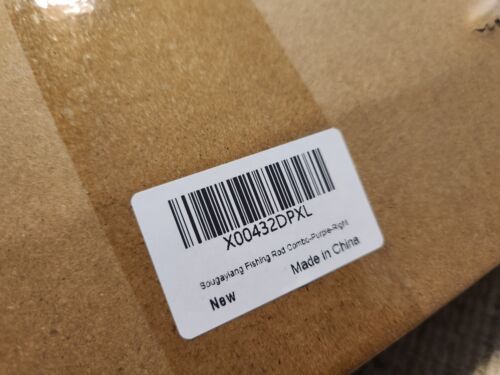 X00432DPXL
Sougayilang Fishing Rod Combo-Purple-Right
New
Made in China